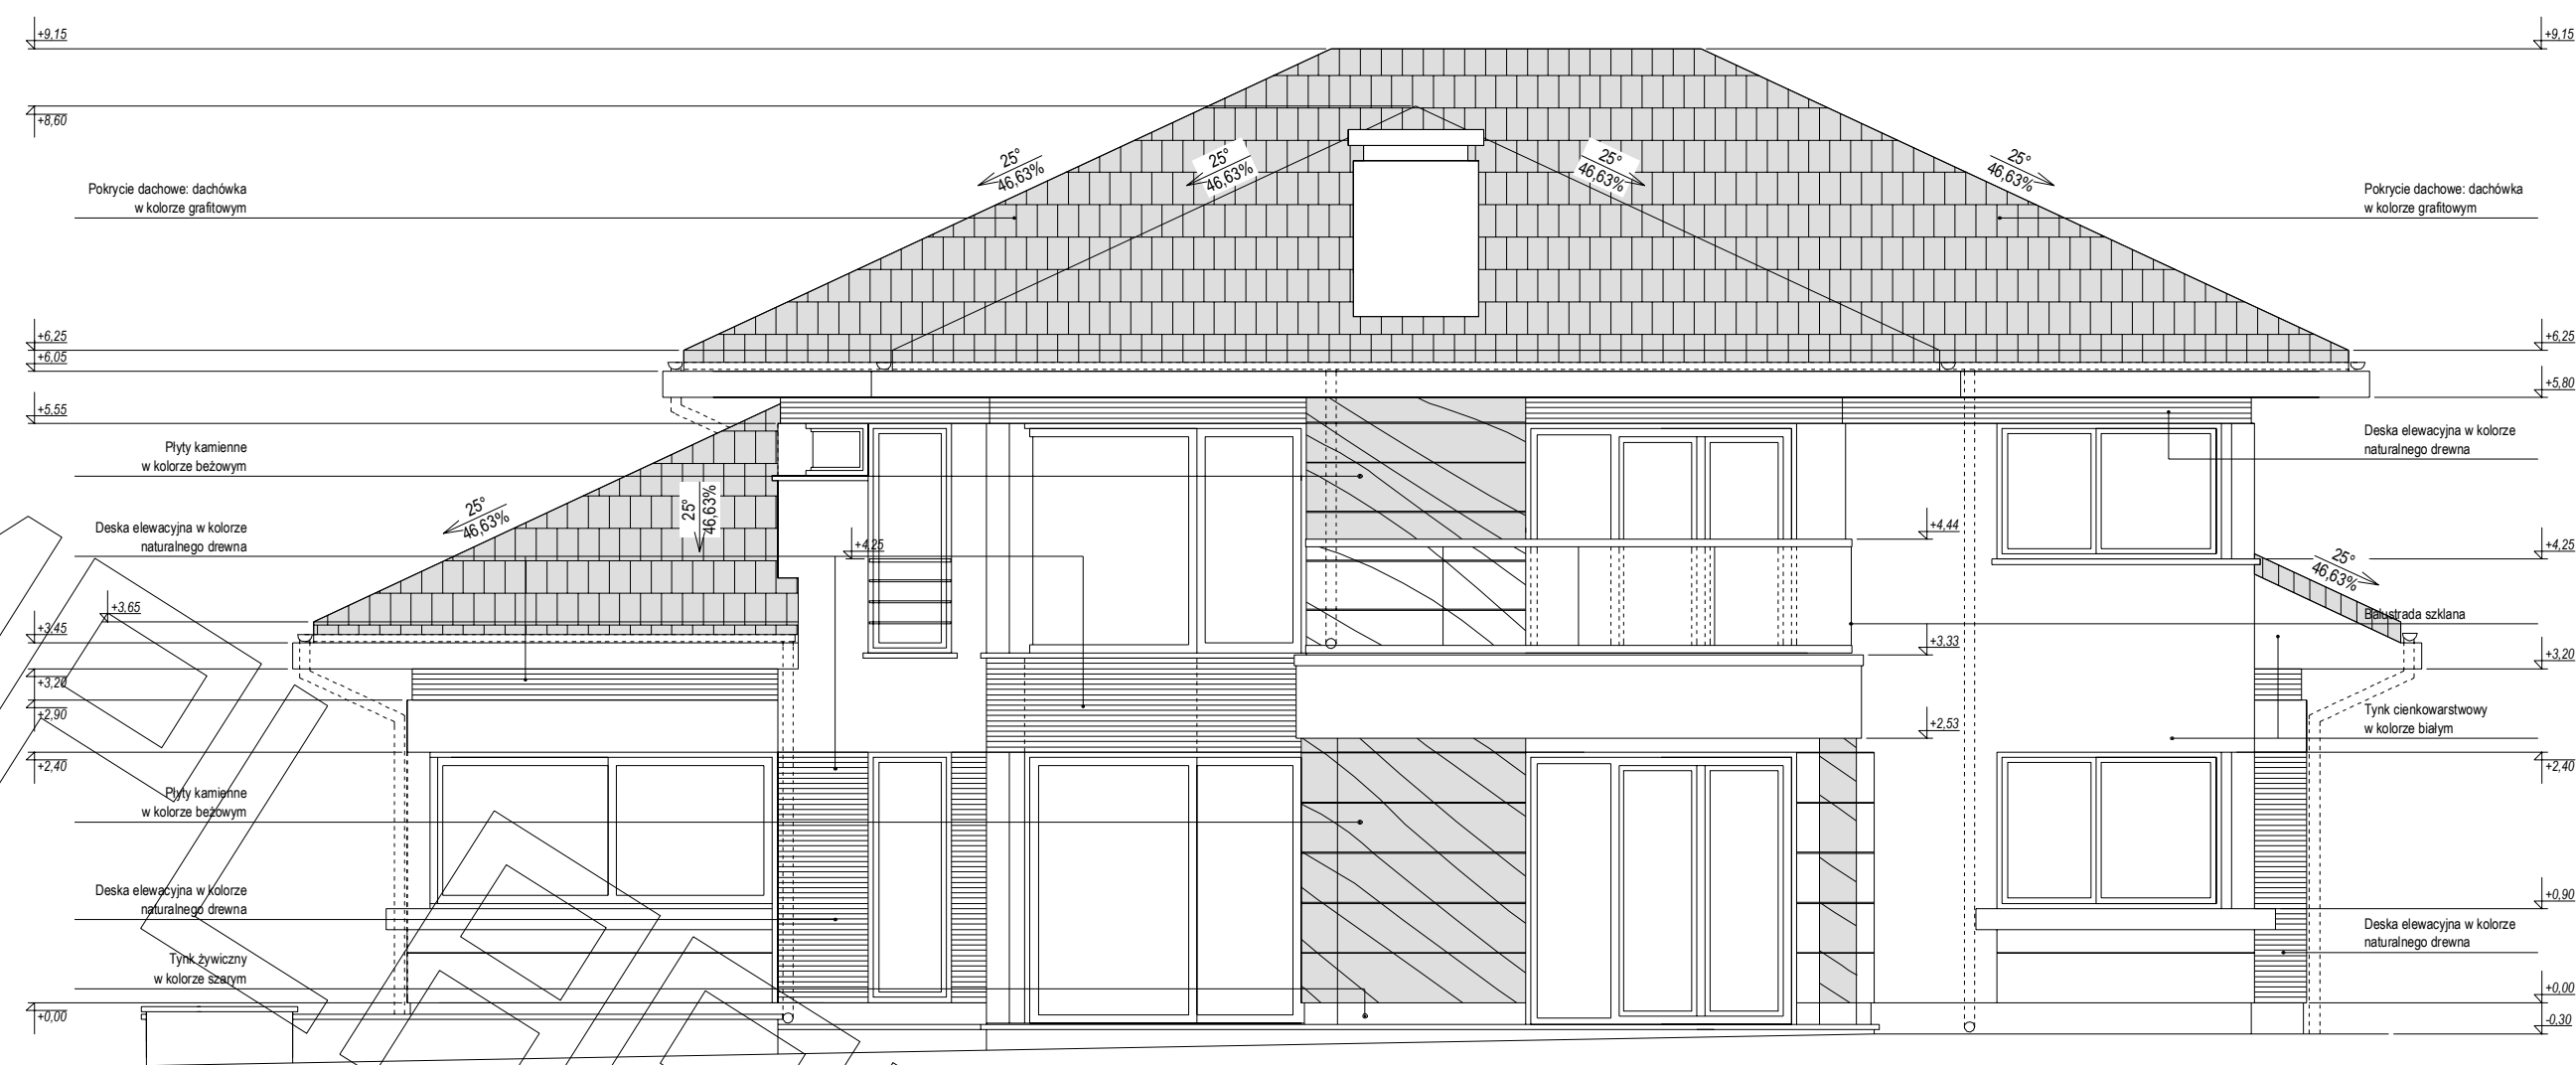 +9,15
+9,15
+8,60
25°
46,63%
25°
46,63%
25°
46,63%
25°
46,63%
Pokrycie dachowe: dachówka
w kolorze grafitowym
Pokrycie dachowe: dachówka
w kolorze grafitowym
+6,25
+6,05
+6,25
+5,80
+5,55
Płyty kamienne
w kolorze beżowym
Deska elewacyjna w kolorze
naturalnego drewna
25°
46,63%
25°
46,63%
Deska elewacyjna w kolorze
naturalnego drewna
+4,25
+4,44
+4,25
25°
46,63%
+3,65
+3,45
Balustrada szklana
+3,33
+3,20
+3,20
+2,90
Tynk cienkowarstwowy
w kolorze białym
+2,53
+2,40
+2,40
Płyty kamienne
w kolorze beżowym
Deska elewacyjna w kolorze
naturalnego drewna
+0,90
Deska elewacyjna w kolorze
naturalnego drewna
Tynk żywiczny
w kolorze szarym
+0,00
+0,00
-0,30